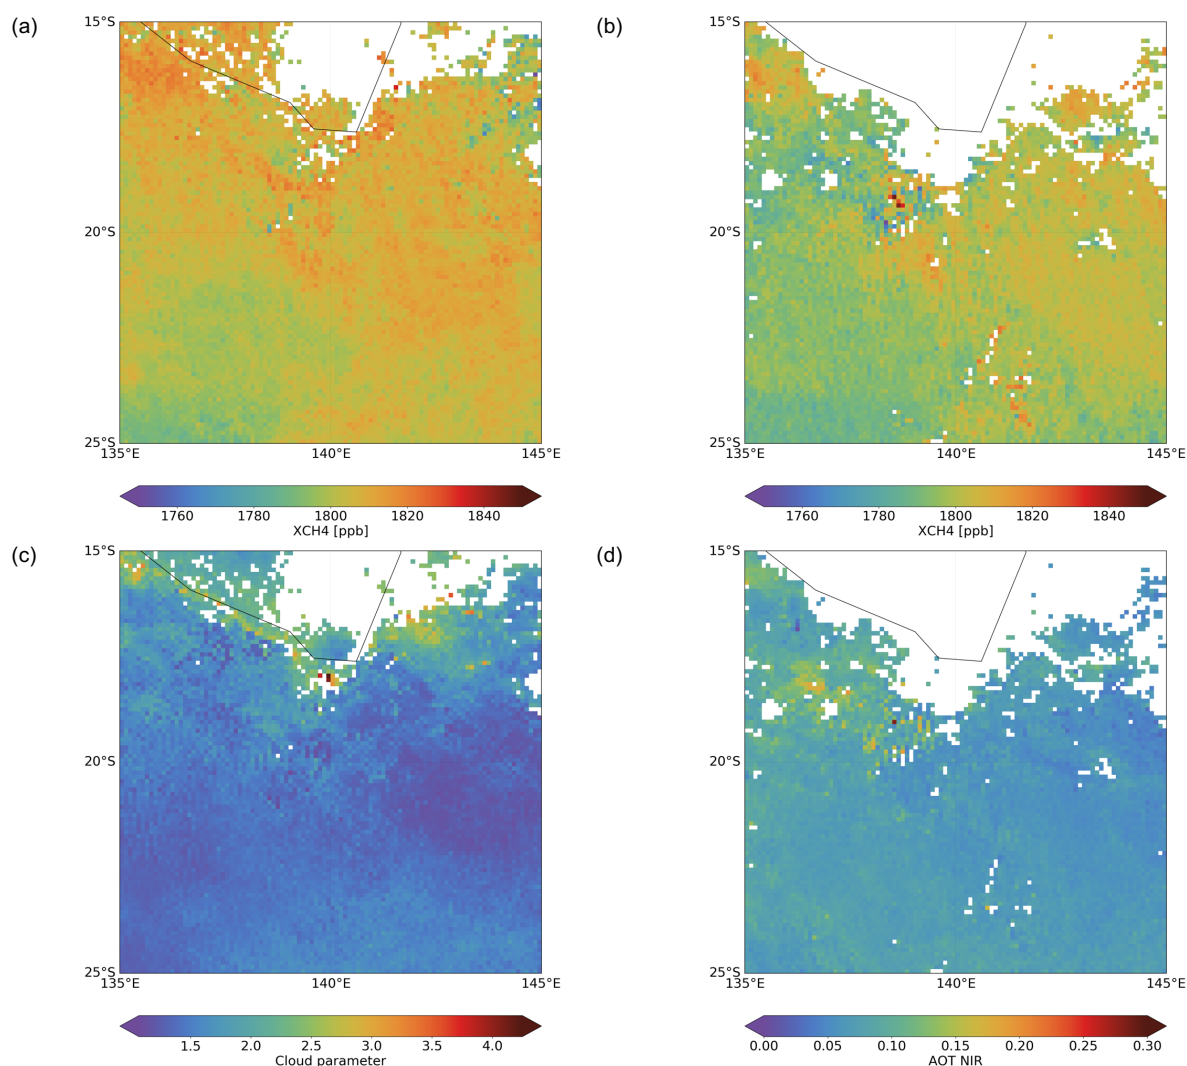 (a)
(b)
15°S
20°S
25°S
135°E 140°E 145°E
15°S
20°S
25°S
135°E 140°E 145°E
1760 1780 1800 1820 1840
XCH4 [ppb]
1760 1780 1800 1820 1840
XCH4 [ppb]
(c)
(d)
15°S
20°S
25°S
135°E 140°E 145°E
15°S
20°S
25°S
135°E 140°E 145°E
1.5 2.0 2.5 3.0 3.5 4.0
Cloud parameter
0.00 0.05 0.10 0.15 0.20 0.25 0.30
AOT NIR